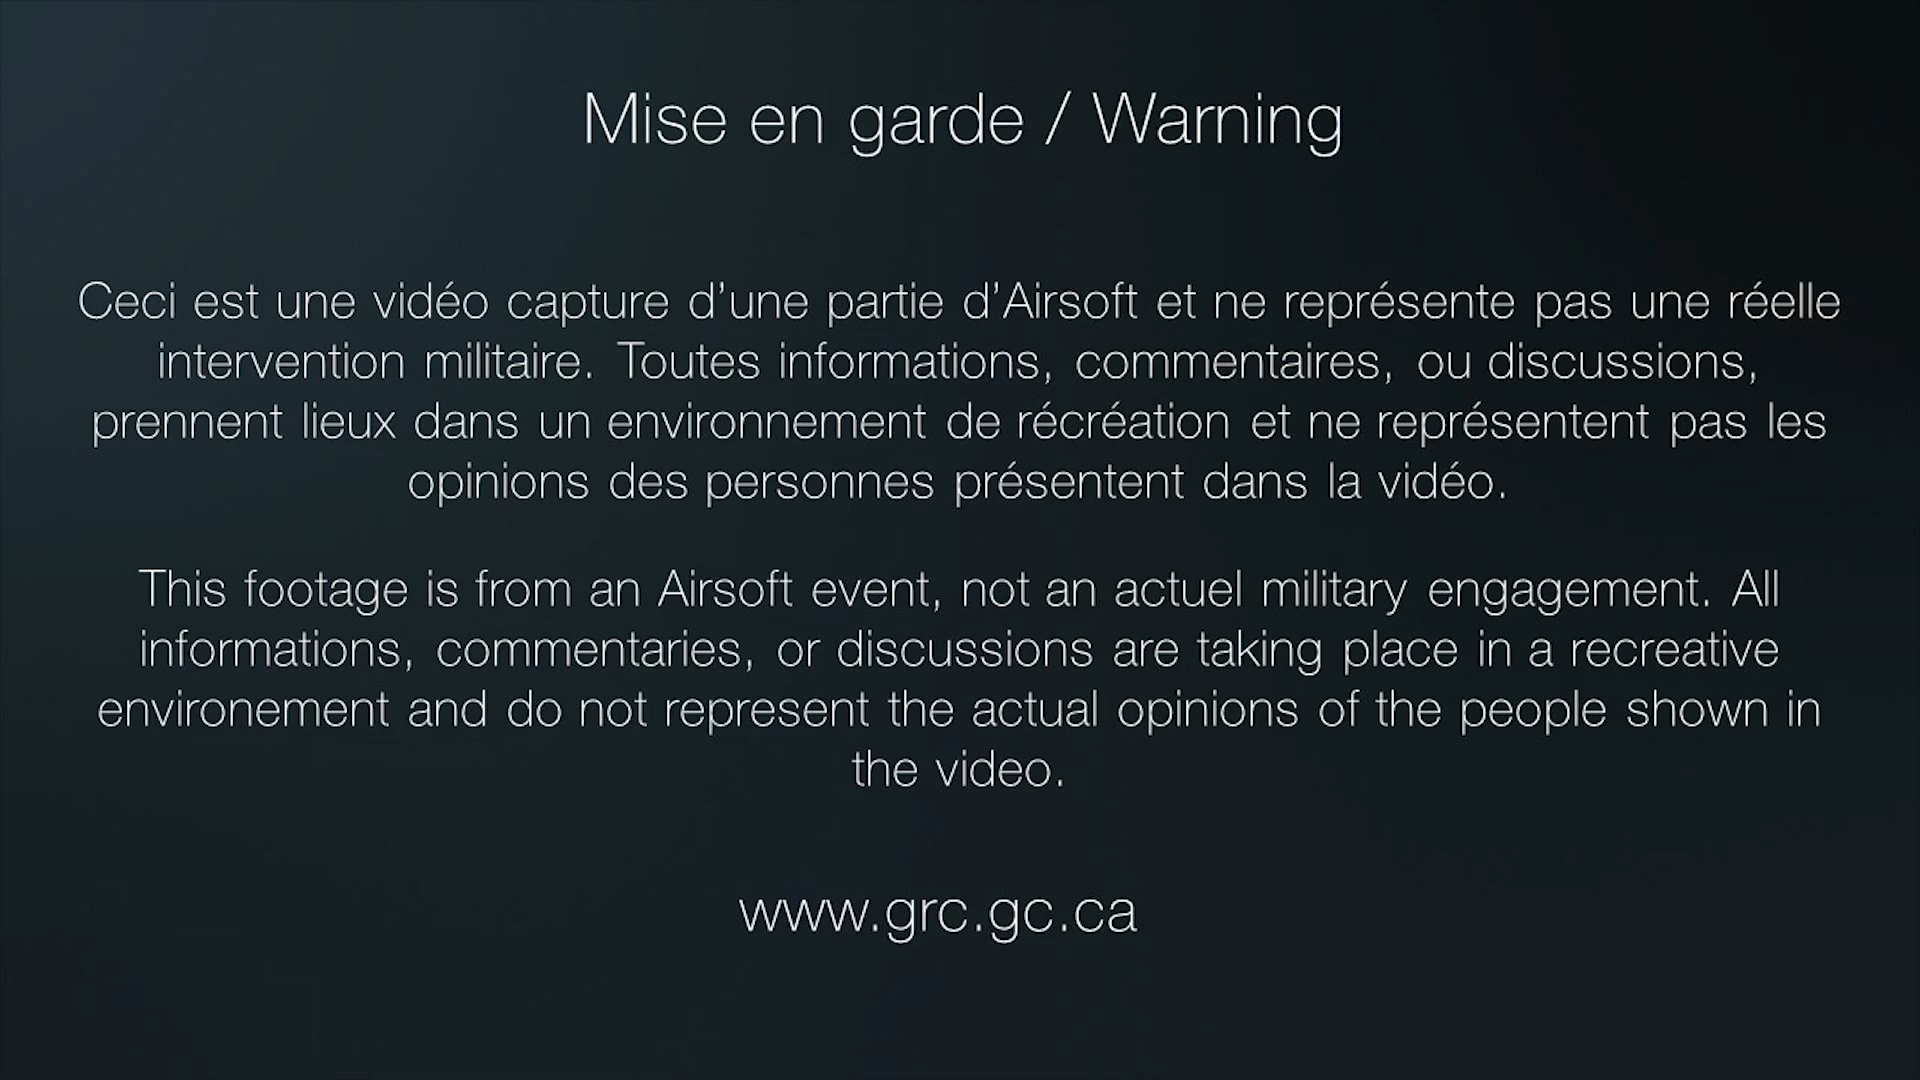 Mise en garde / Warning
Ceci est une vidéo capture d’une partie d’Airsoft et ne représente pas une réelle
intervention militaire. Toutes informations, commentaires, ou discussions,
prennent lieux dans un environnement de récréation et ne représentent pas les
opinions des personnes présentent dans la vidéo.
This footage is from an Airsoft event, not an actuel military engagement. All
informations, commentaries, or discussions are taking place in a recreative
environement and do not represent the actual opinions of the people shown in
the video.
www.grc.gc.ca